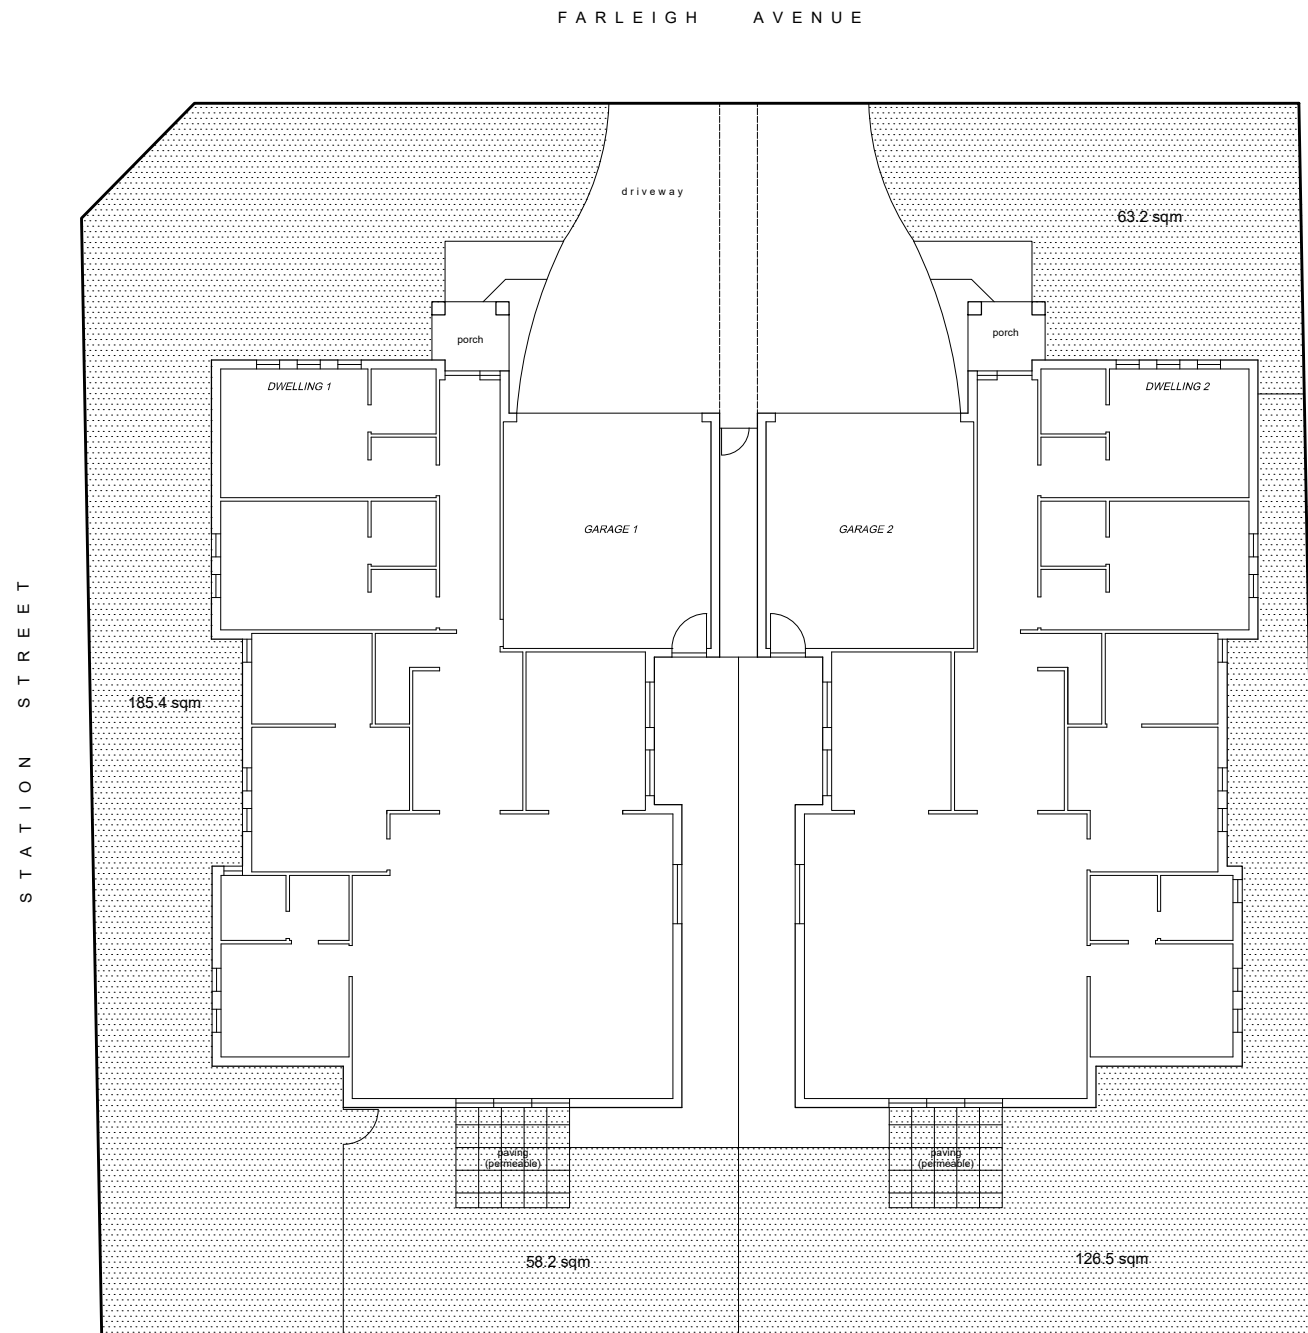 FARLEIGH AVENUE
driveway
63.2 sqm
porch
porch
DWELLING 1
DWELLING 2
GARAGE 1
GARAGE 2
STATION STREET
185.4 sqm
paving
(permeable)
paving
(permeable)
58.2 sqm
126.5 sqm